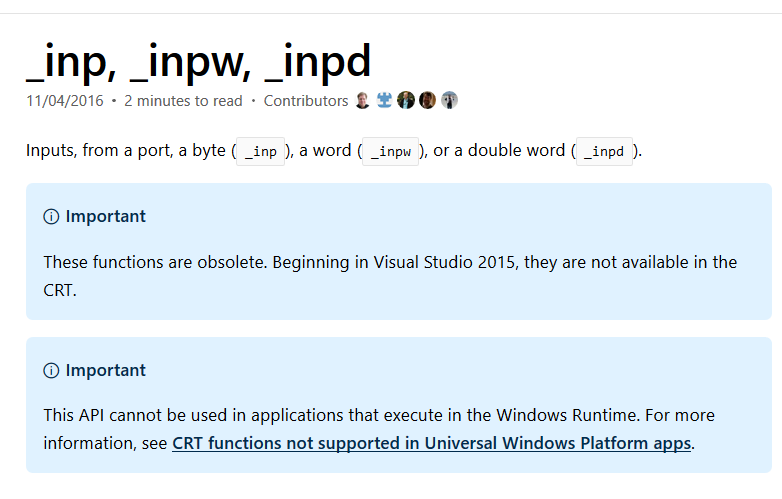 _inp, _inpw, _inpd
11/04/2016 • 2 minutes to read • Contributors
Inputs, from a port, a byte ( _inp ), a word ( _inpw ), or a double word ( _inpd ).
Important
These functions are obsolete. Beginning in Visual Studio 2015, they are not available in the
CRT.
Important
This API cannot be used in applications that execute in the Windows Runtime. For more
information, see CRT functions not supported in Universal Windows Platform apps.